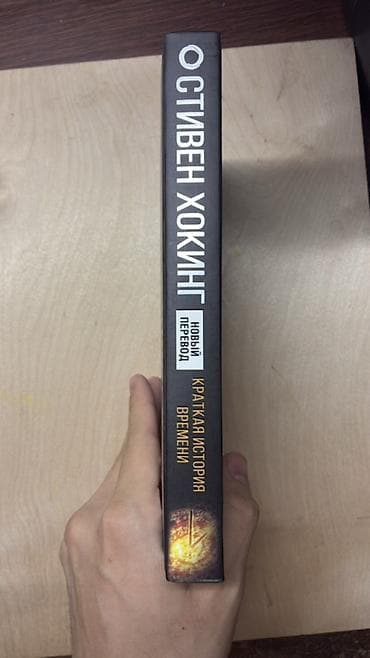 СТИВЕН ХОКИНГ
НОВЫЙ
ПЕРЕВОД
КРАТКАЯ ИСТОРИЯ
ВРЕМЕНИ